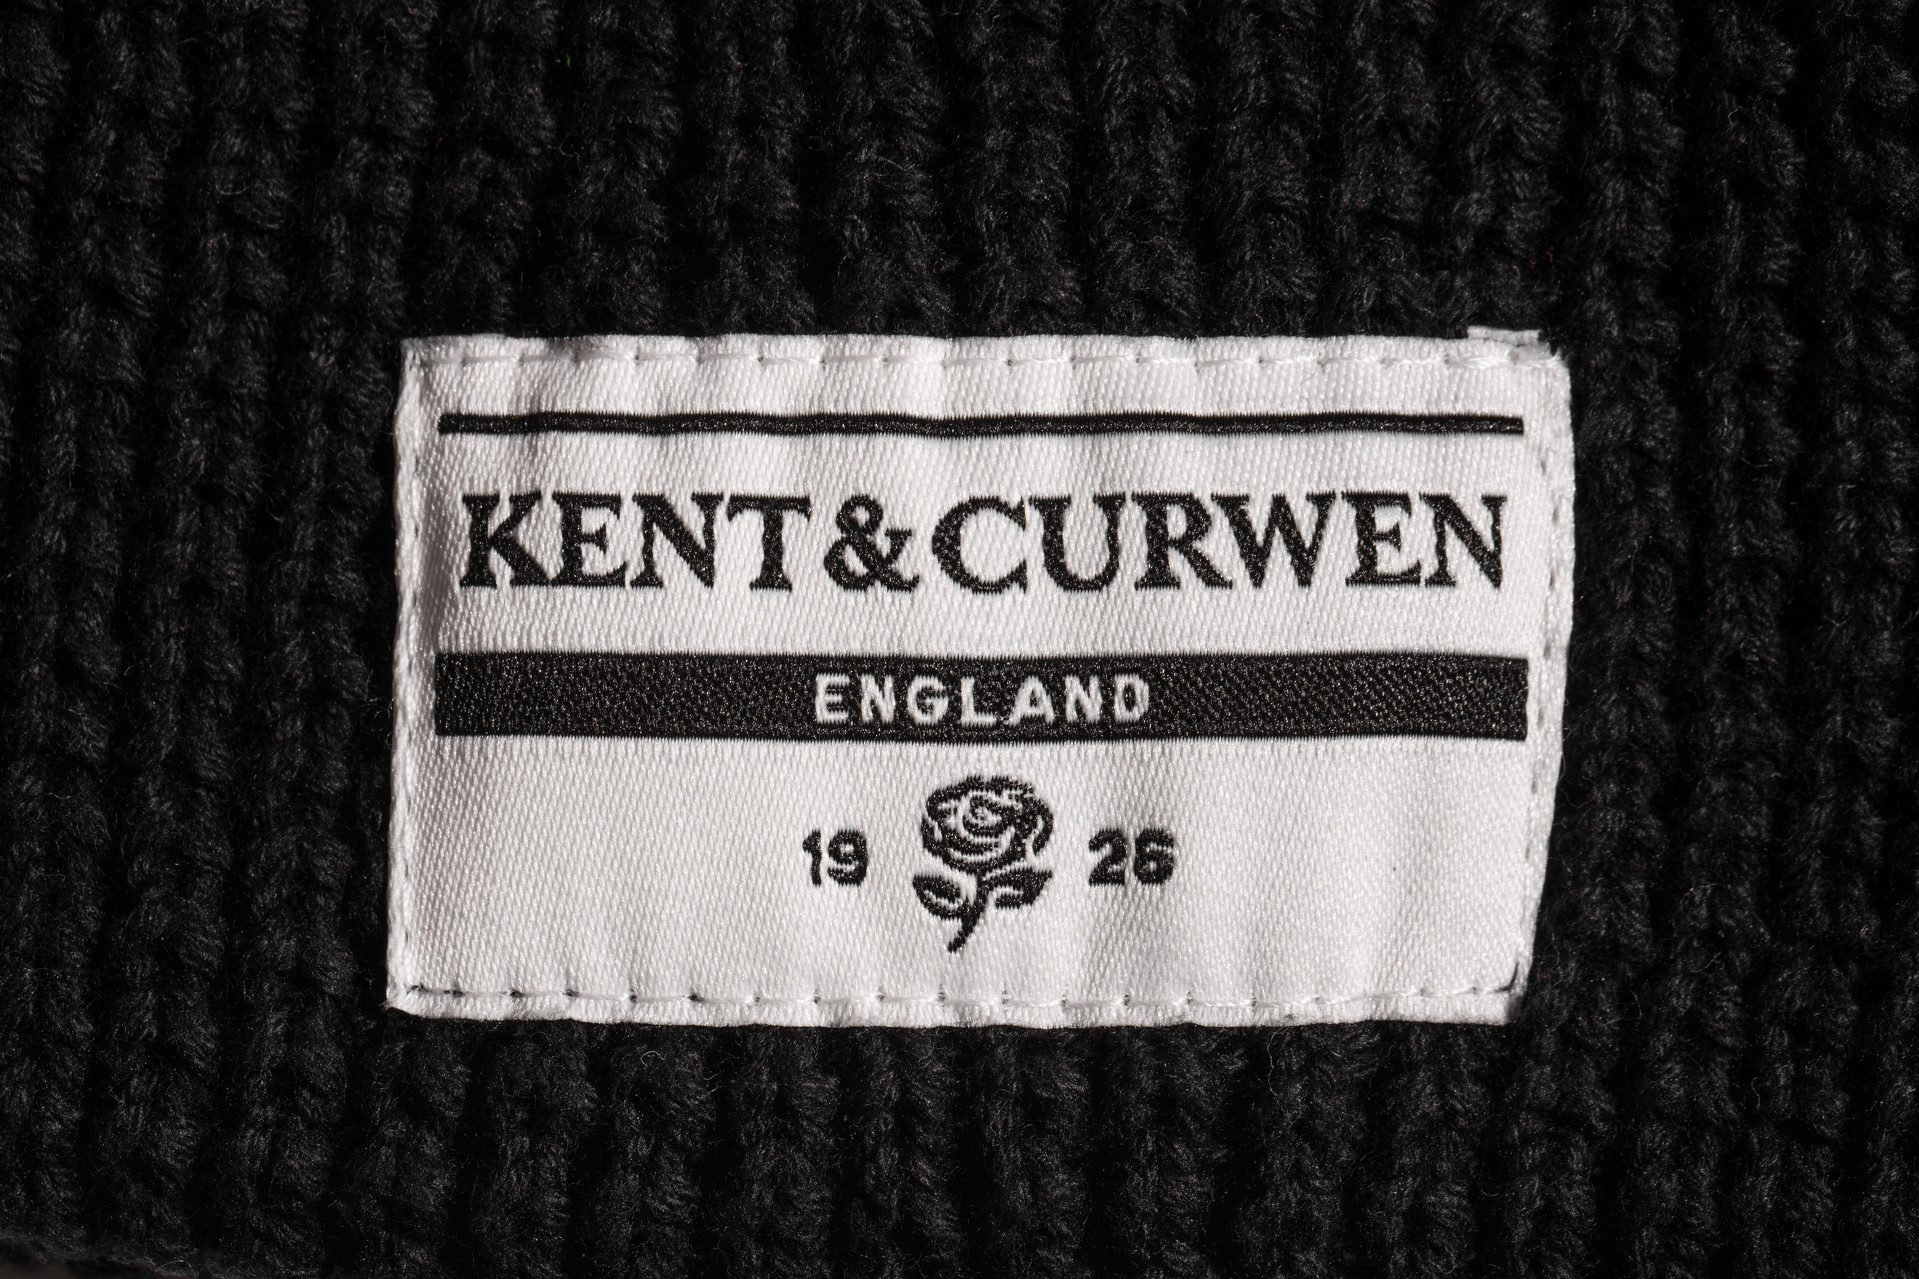 KENT & CURWEN
ENGLAND
19 26